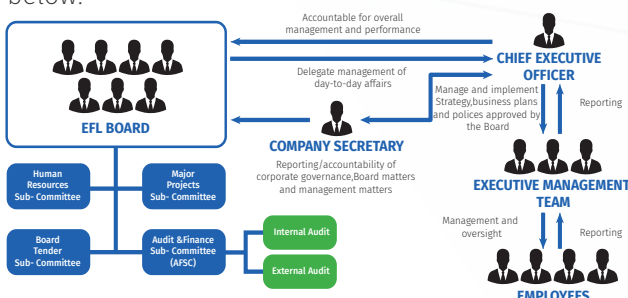 below.
Accountable for overall
management and performance
Delegate management of
day-to-day affairs
EFL BOARD
CHIEF EXECUTIVE
OFFICER
Manage and implement
Strategy,business plans
and polices approved by
the Board
Reporting
COMPANY SECRETARY
Reporting/accountability of
corporate governance,Board matters
and management matters
Human
Resources
Sub- Committee
Major
Projects
Sub- Committee
Board
Tender
Sub- Committee
Audit &Finance
Sub- Committee
(AFSC)
Internal Audit
External Audit
EXECUTIVE MANAGEMENT
TEAM
Management and
oversight
Reporting
EMPLOYEES